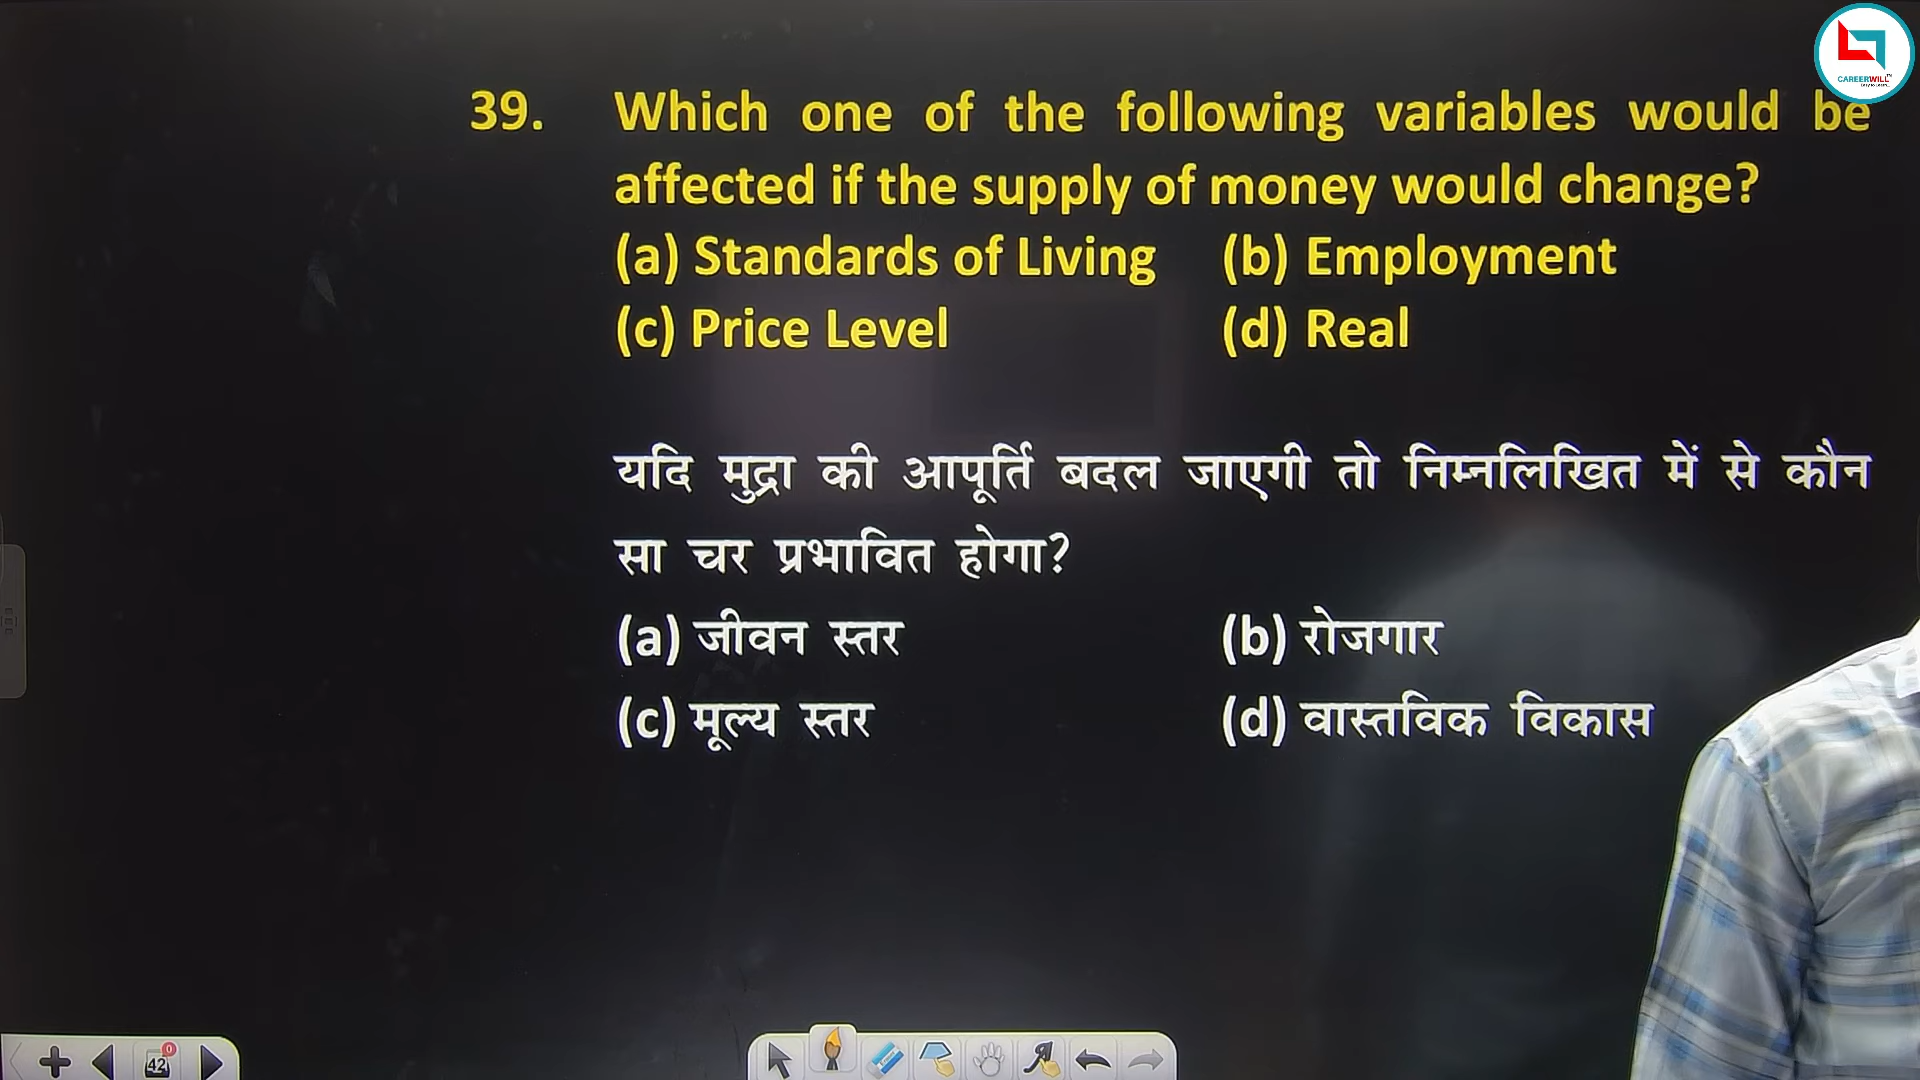 CAREERWILL
39. Which one of the following variables would be
affected if the supply of money would change?
(a) Standards of Living (b) Employment
(c) Price Level (d) Real
यदि मुद्रा की आपूर्ति बदल जाएगी तो निम्नलिखित में से कौन
सा चर प्रभावित होगा?
(a) जीवन स्तर (b) रोजगार
(c) मूल्य स्तर (d) वास्तविक विकास
42 0